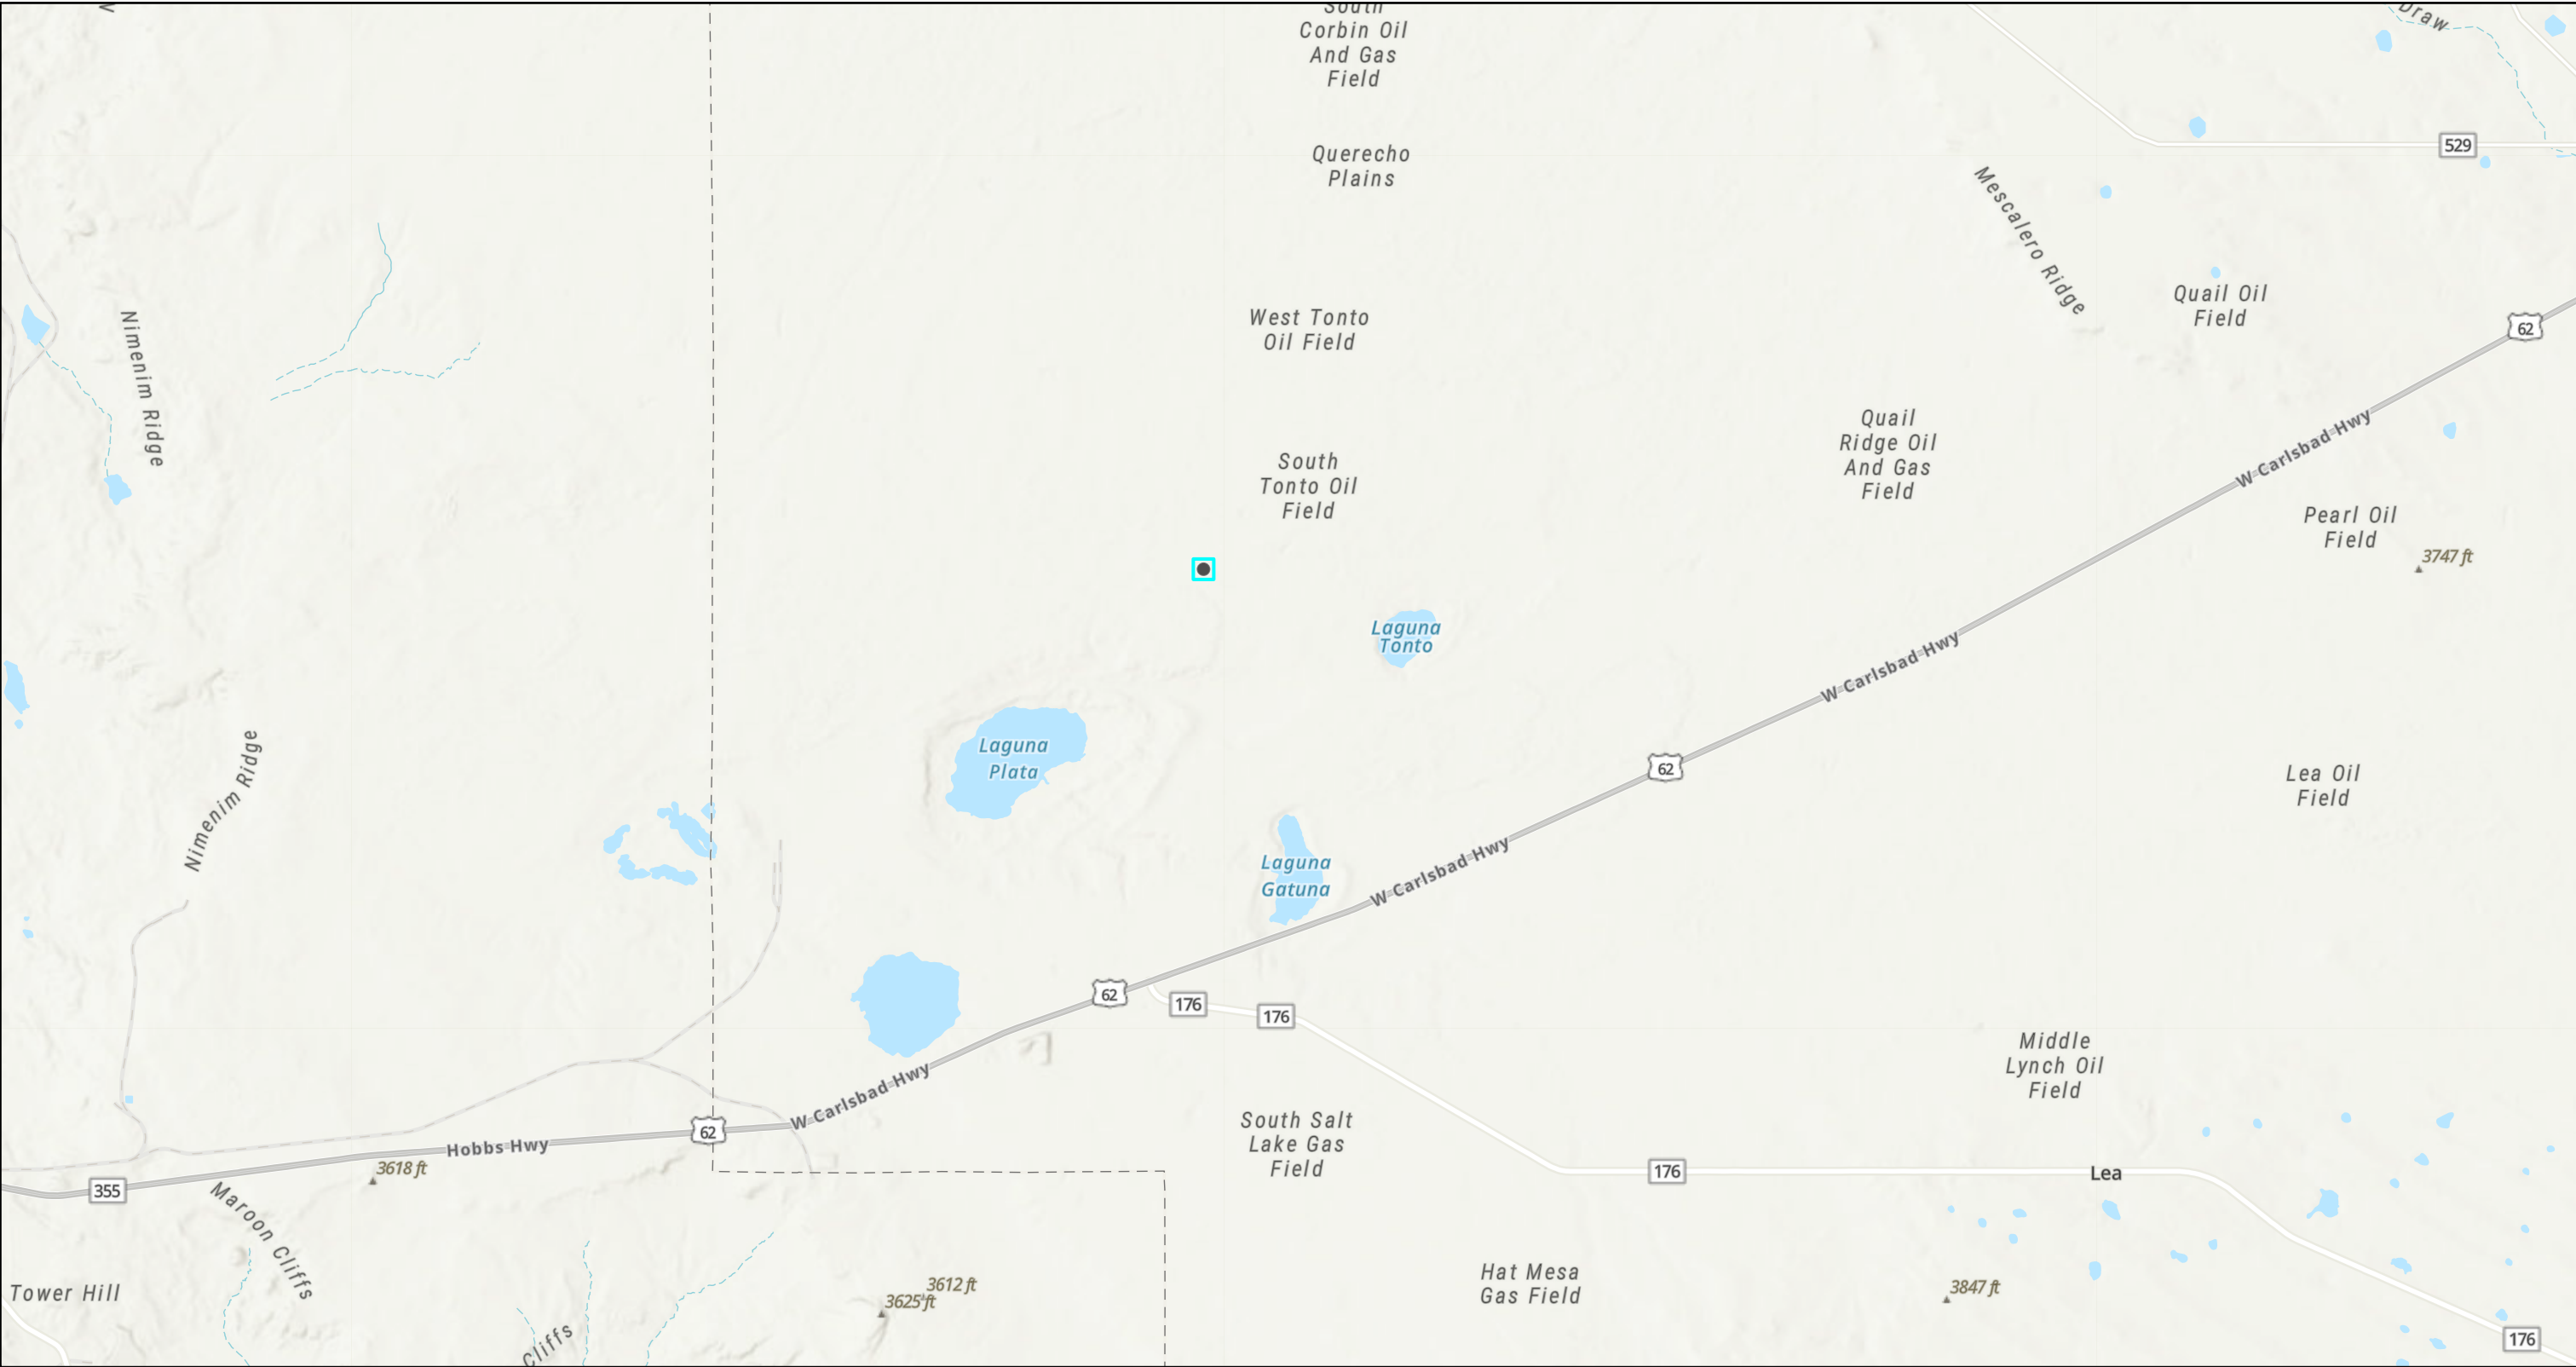 South
Corbin Oil
And Gas
Field
Draw
529
Querecho
Plains
Mescalero Ridge
Nimenim Ridge
West Tonto
Oil Field
Quail Oil
Field
62
Quail
Ridge Oil
And Gas
Field
W Carlsbad Hwy
South
Tonto Oil
Field
Pearl Oil
Field
3747 ft
Laguna
Tonto
W Carlsbad Hwy
Laguna
Plata
Nimenim Ridge
62
Lea Oil
Field
Laguna
Gatuna
W Carlsbad Hwy
62
176
176
W Carlsbad Hwy
Middle
Lynch Oil
Field
62
Hobbs Hwy
South Salt
Lake Gas
Field
3618 ft
355
176
Lea
Maroon Cliffs
Tower Hill
3612 ft
3625 ft
Hat Mesa
Gas Field
3847 ft
Cliffs
176